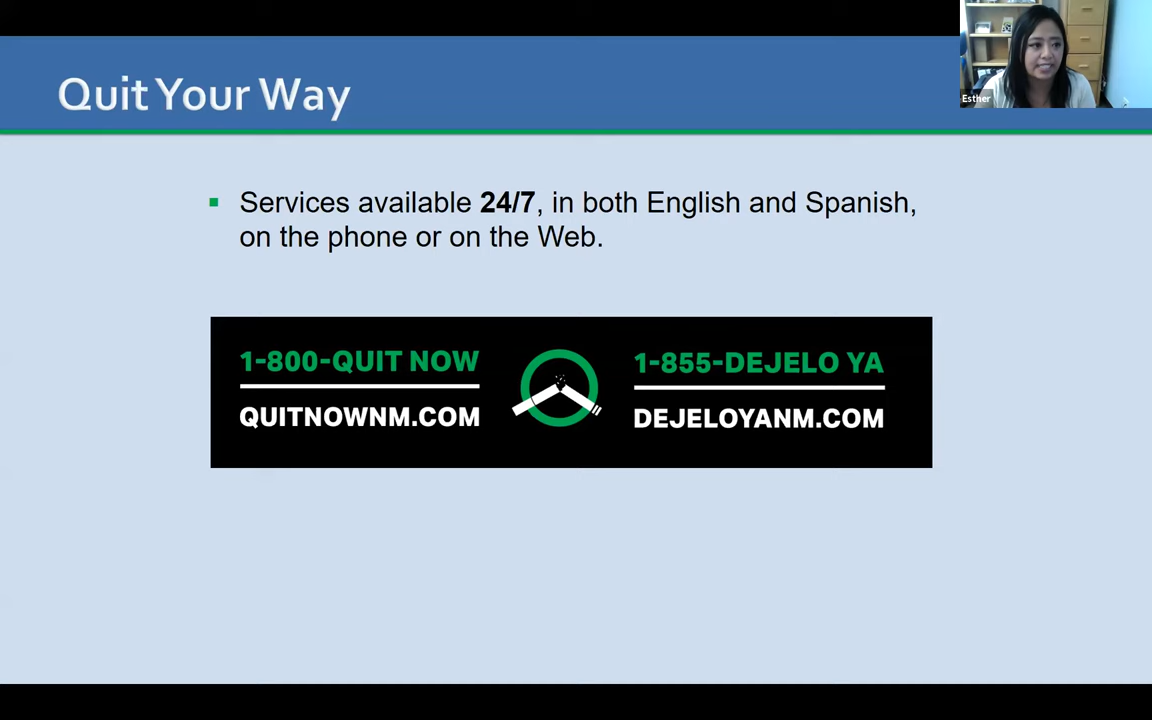 Quit Your Way
Esther
Services available 24/7, in both English and Spanish,
on the phone or on the Web.
1-800-QUIT NOW
QUITNOWNM.COM
1-855-DEJELO YA
DEJELOYANM.COM